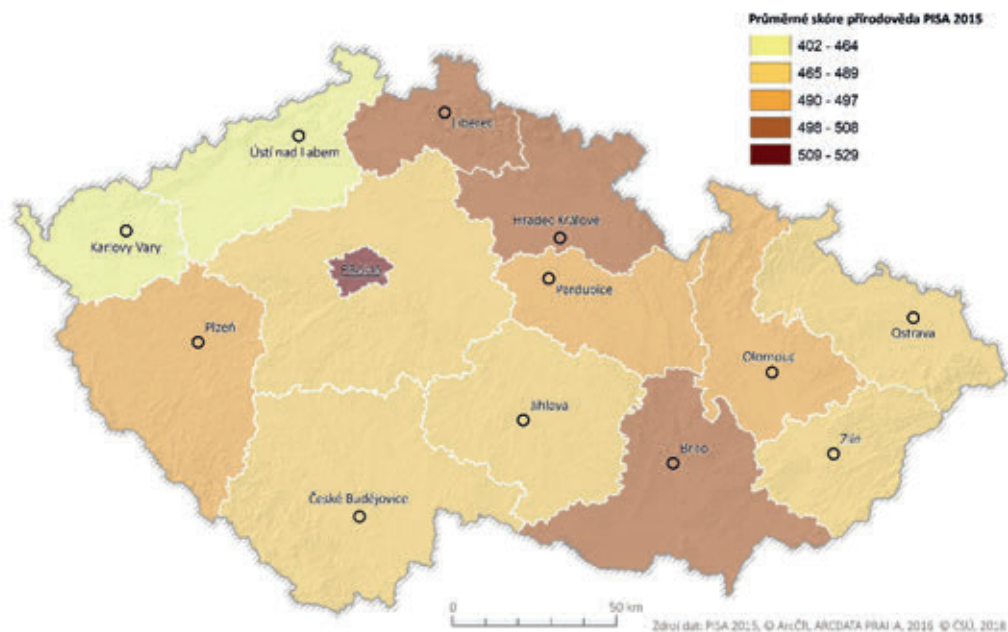 Průměrné skóre přírodověda PISA 2015
402 - 464
465 - 489
490 - 497
498 - 508
509 - 529
Liberec
Ústí nad Labem
Karlovy Vary
Hradec Králové
PRAHA
Pardubice
Plzeň
Ostrava
Olomouc
Jihlava
Zlín
Brno
České Budějovice
0 50 km
Zdroj dat: PISA 2015, © ArcČR, ARCDATA PRAHA, 2016 © ČSÚ, 2016